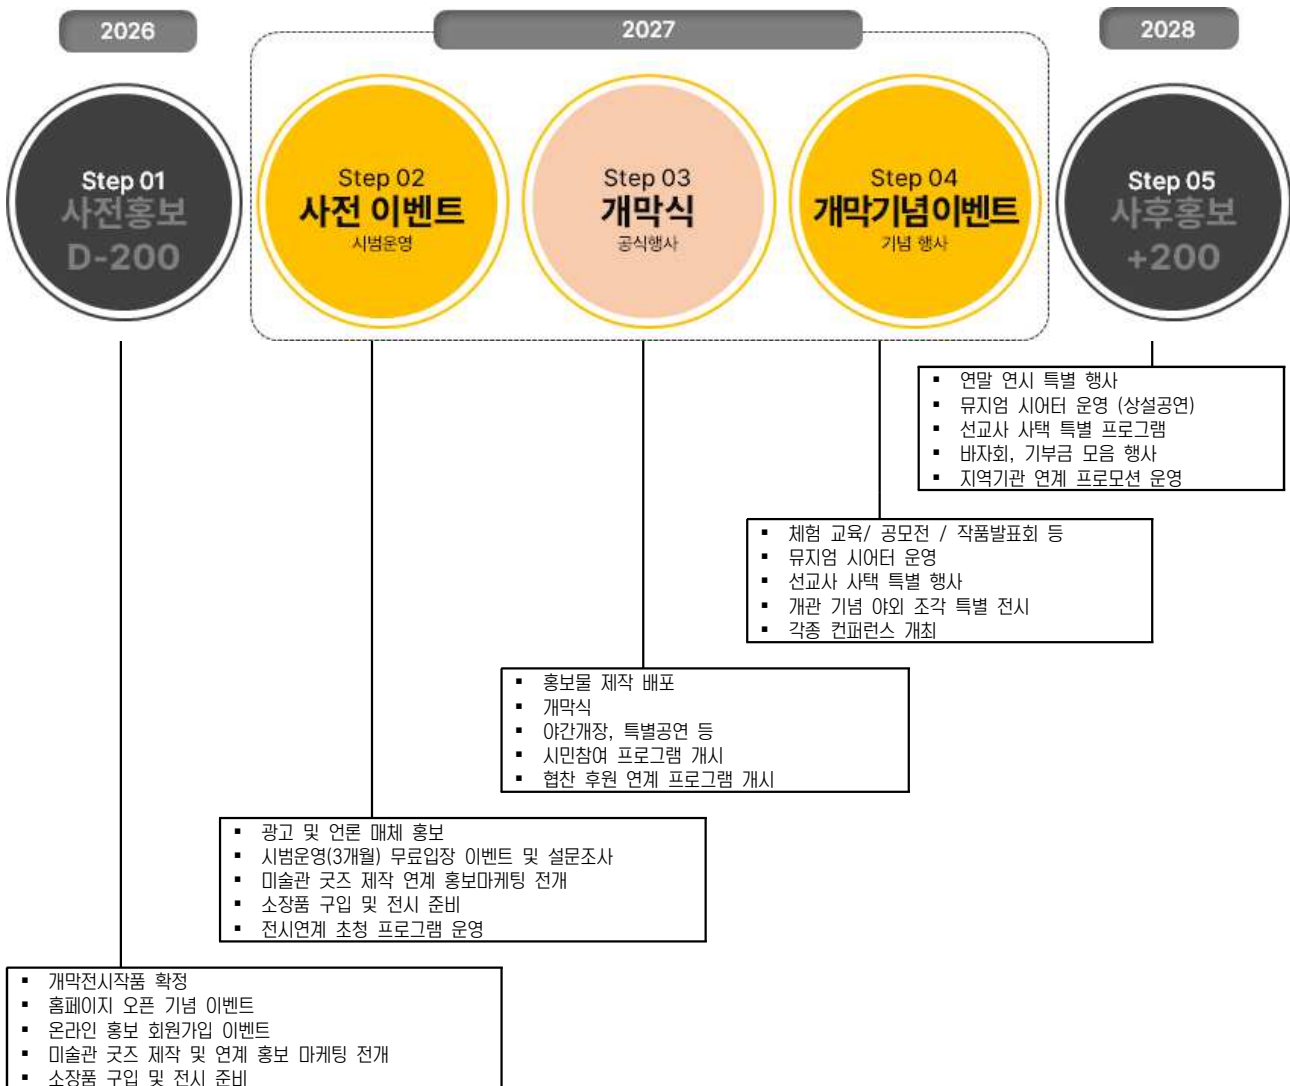 2026
2027
2028
Step 01
사전홍보
D-200
Step 02
사전 이벤트
시범운영
Step 03
개막식
공식행사
Step 04
개막기념이벤트
기념 행사
Step 05
사후홍보
+200
▪ 연말 연시 특별 행사
▪ 뮤지엄 시어터 운영 (상설공연)
▪ 선교사 사택 특별 프로그램
▪ 바자회, 기부금 모음 행사
▪ 지역기관 연계 프로모션 운영
▪ 체험 교육/ 공모전 / 작품발표회 등
▪ 뮤지엄 시어터 운영
▪ 선교사 사택 특별 행사
▪ 개관 기념 야외 조각 특별 전시
▪ 각종 컨퍼런스 개최
▪ 홍보물 제작 배포
▪ 개막식
▪ 야간개장, 특별공연 등
▪ 시민참여 프로그램 개시
▪ 협찬 후원 연계 프로그램 개시
▪ 광고 및 언론 매체 홍보
▪ 시범운영(3개월) 무료입장 이벤트 및 설문조사
▪ 미술관 굿즈 제작 연계 홍보마케팅 전개
▪ 소장품 구입 및 전시 준비
▪ 전시연계 초청 프로그램 운영
▪ 개막전시작품 확정
▪ 홈페이지 오픈 기념 이벤트
▪ 온라인 홍보 회원가입 이벤트
▪ 미술관 굿즈 제작 및 연계 홍보 마케팅 전개
▪ 소장품 구입 및 전시 준비